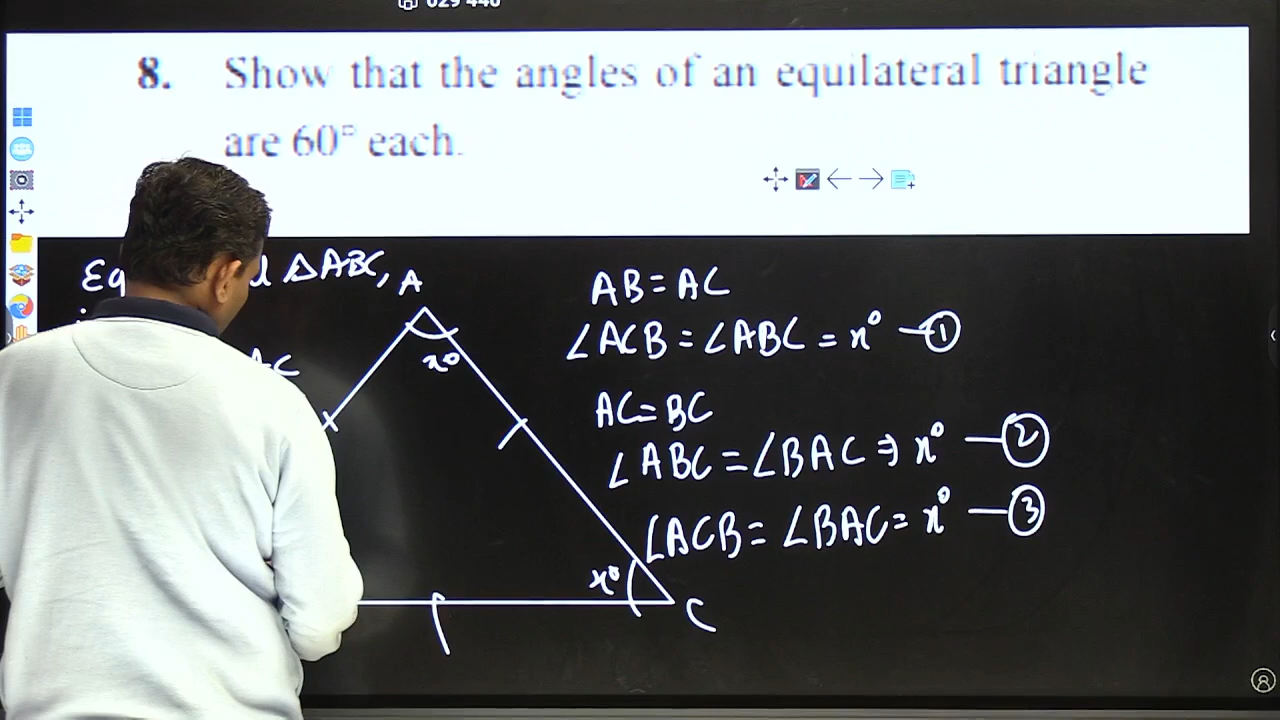 8. Show that the angles of an equilateral triangle
are 60° each.
△ABC,
A
x°
x°
C
AB = AC
∠ACB = ∠ABC = x° — ①
AC = BC
∠ABC = ∠BAC ⇒ x° — ②
∠ACB = ∠BAC = x° — ③